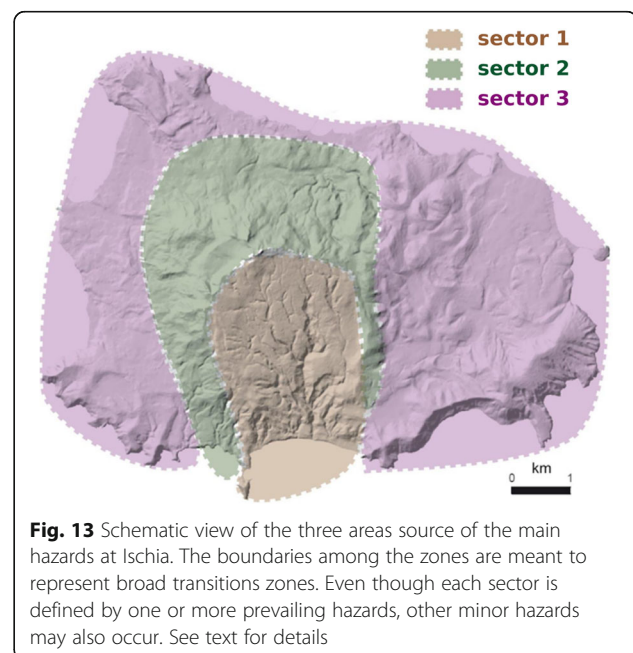 sector 1
sector 2
sector 3
km
0 1
Fig. 13 Schematic view of the three areas source of the main
hazards at Ischia. The boundaries among the zones are meant to
represent broad transitions zones. Even though each sector is
defined by one or more prevailing hazards, other minor hazards
may also occur. See text for details